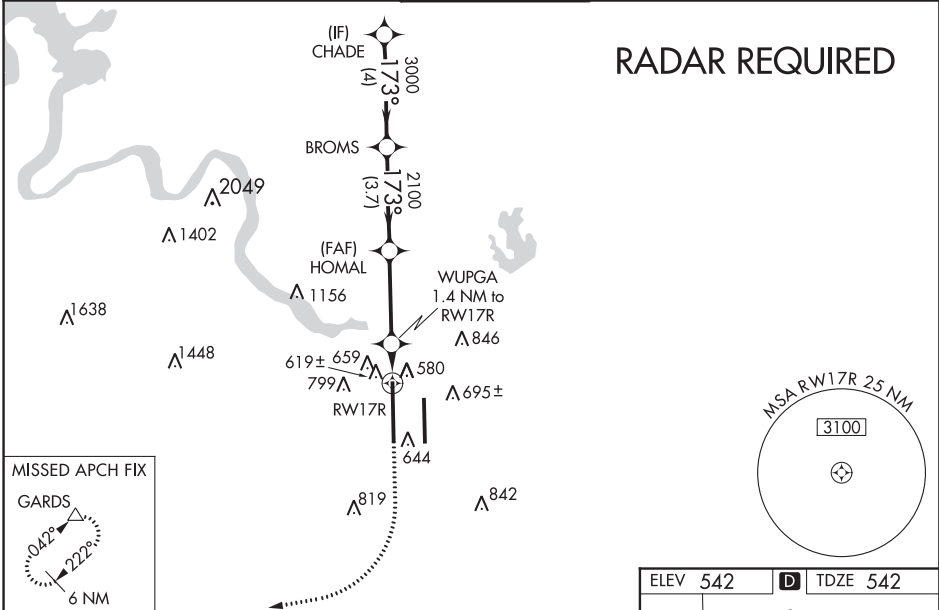 RADAR REQUIRED
(IF)
CHADE
3000
173°
(4)
BROMS
2100
173°
(3.7)
(FAF)
HOMAL
WUPGA
1.4 NM to
RW17R
2049
1402
1156
1638
1448
846
619± 659
580
799
695±
RW17R
644
819
842
MSA RW17R 25 NM
3100
MISSED APCH FIX
GARDS
042°
222°
6 NM
ELEV 542 D TDZE 542